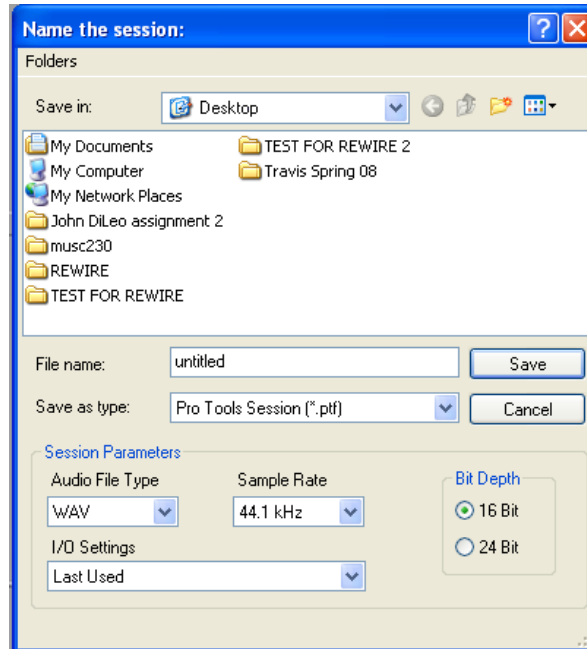 Name the session:
Folders
Save in:
Desktop
My Documents
TEST FOR REWIRE 2
My Computer
Travis Spring 08
My Network Places
John DiLeo assignment 2
musc230
REWIRE
TEST FOR REWIRE
File name:
untitled
Save
Save as type:
Pro Tools Session (*.ptf)
Cancel
Session Parameters
Audio File Type
Sample Rate
Bit Depth
WAV
44.1 kHz
16 Bit
I/O Settings
24 Bit
Last Used